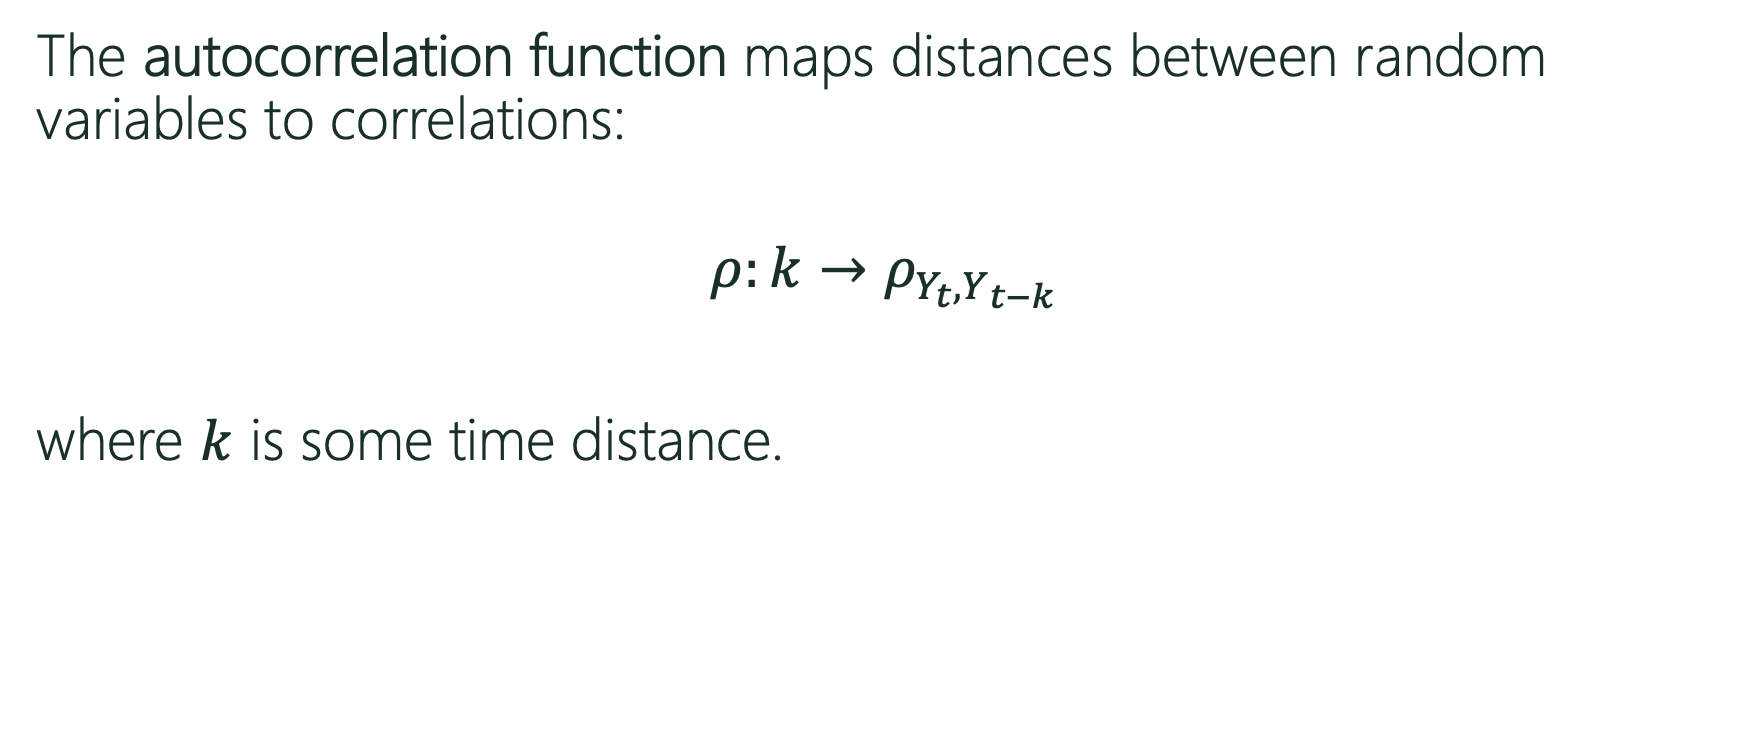 The autocorrelation function maps distances between random
variables to correlations:
ρ: k → ρ_{Y_t,Y_{t−k}}
where k is some time distance.